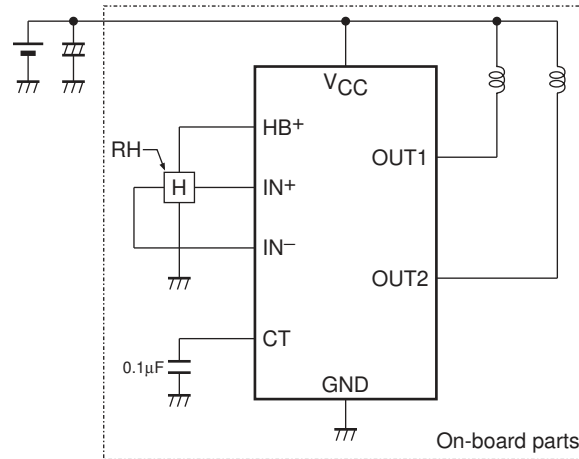 VCC
HB+
RH
OUT1
H
IN+
IN−
OUT2
CT
0.1µF
GND
On-board parts